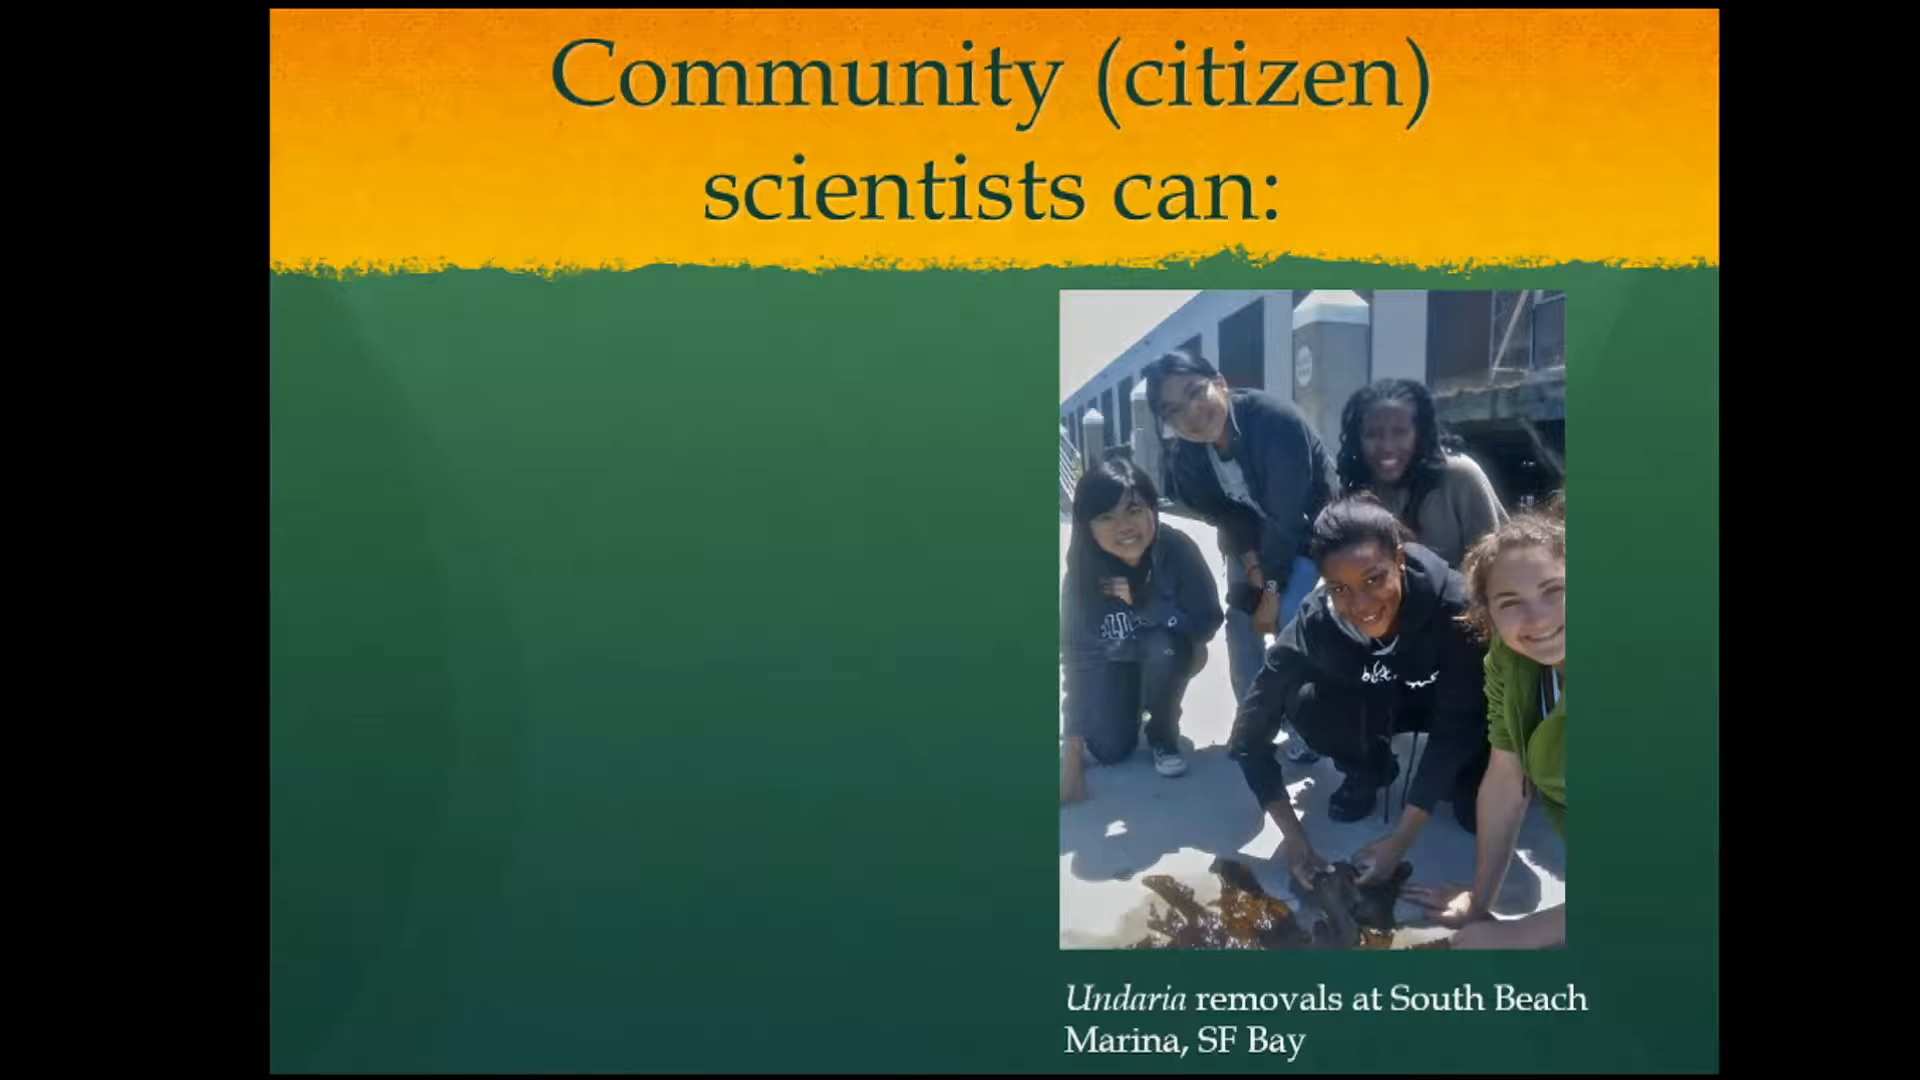 Community (citizen)
scientists can:
Undaria removals at South Beach
Marina, SF Bay